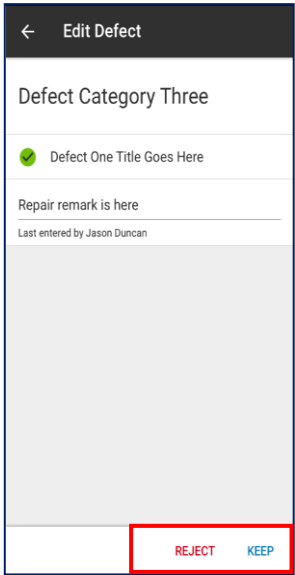 Edit Defect
Defect Category Three
Defect One Title Goes Here
Repair remark is here
Last entered by Jason Duncan
REJECT KEEP